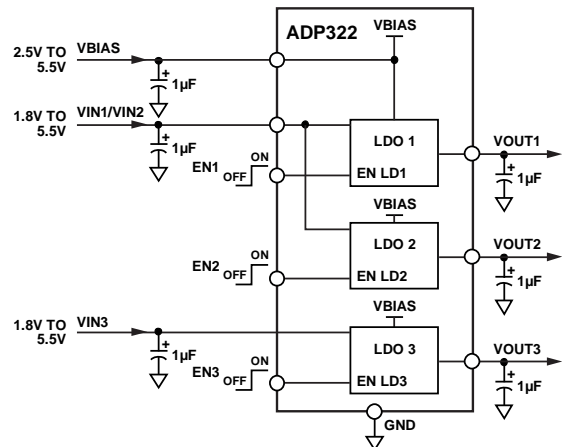 ADP322
VBIAS
2.5V TO
5.5V
VBIAS
+
1µF
1.8V TO
5.5V
VIN1/VIN2
+
1µF
LDO 1
EN LD1
EN1
OFF
ON
VOUT1
+
1µF
VBIAS
LDO 2
EN LD2
EN2
OFF
ON
VOUT2
+
1µF
1.8V TO
5.5V
VIN3
+
1µF
VBIAS
LDO 3
EN LD3
EN3
OFF
ON
VOUT3
+
1µF
GND